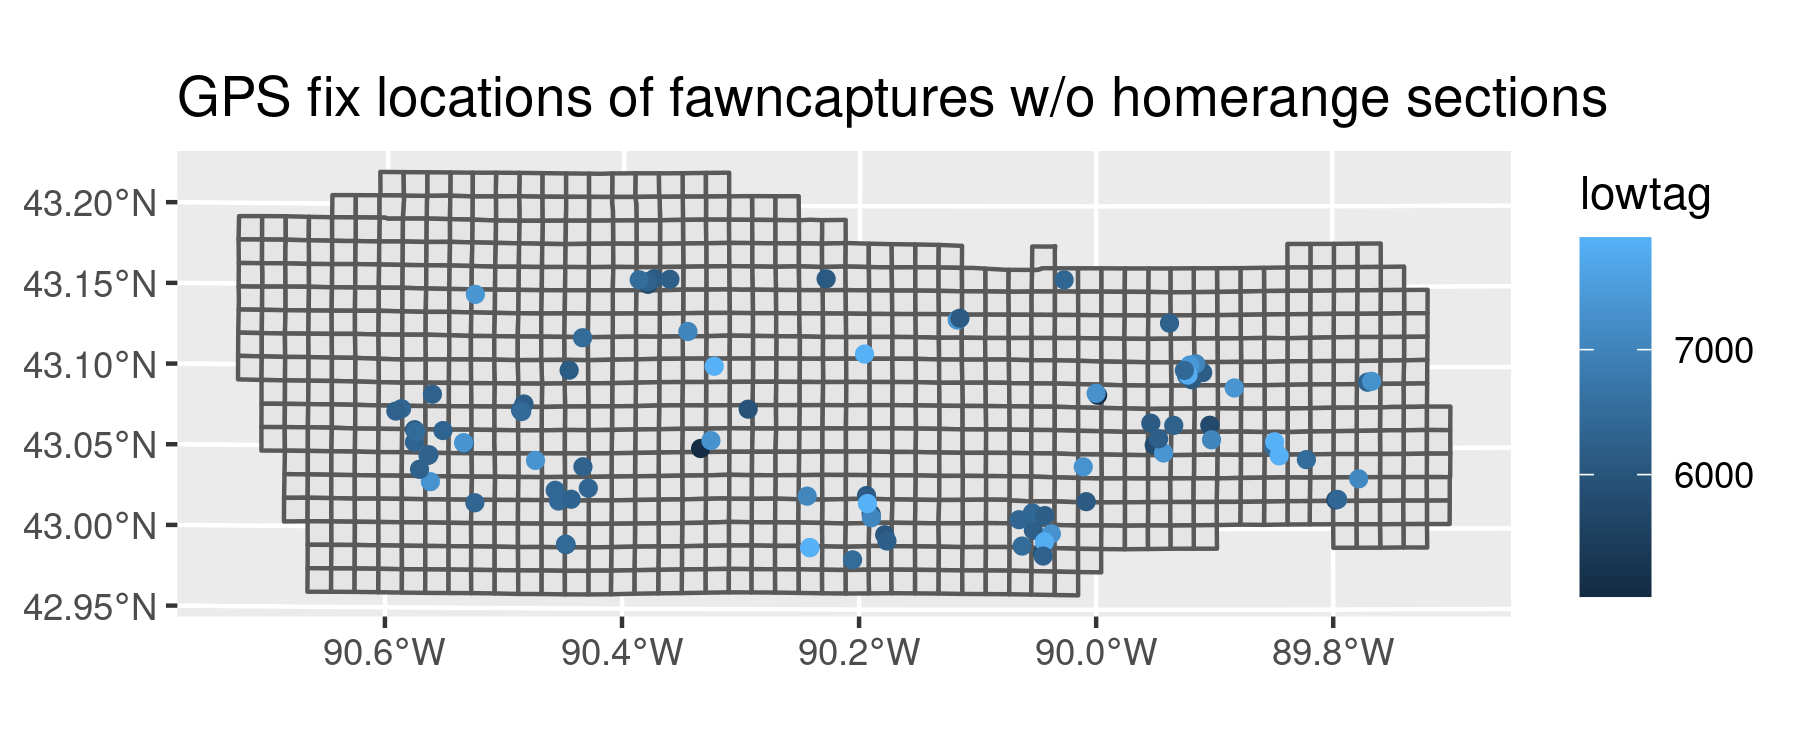 GPS fix locations of fawncaptures w/o homerange sections
43.20°N
43.15°N
43.10°N
43.05°N
43.00°N
42.95°N
90.6°W
90.4°W
90.2°W
90.0°W
89.8°W
lowtag
7000
6000